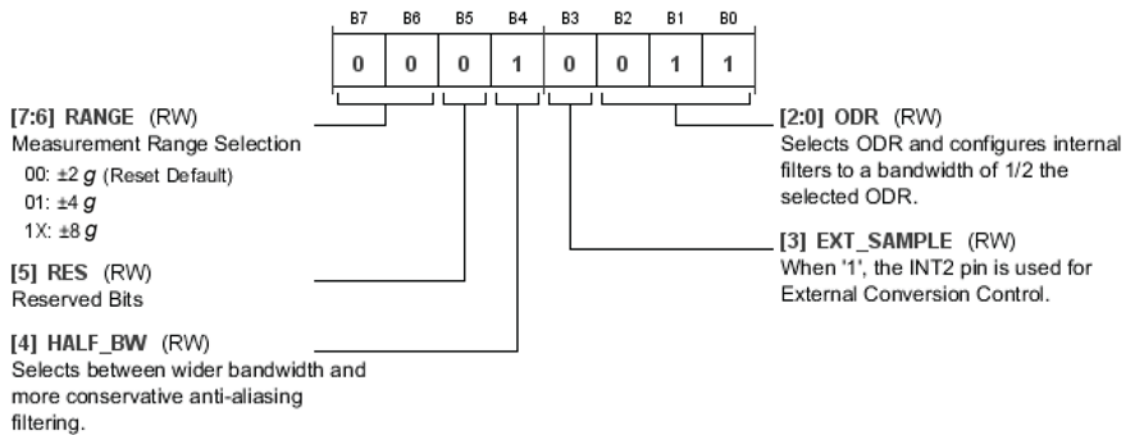 B7 B6 B5 B4 B3 B2 B1 B0
0 0 0 1 0 0 1 1
[7:6] RANGE (RW)
Measurement Range Selection
00: ±2 g (Reset Default)
01: ±4 g
1X: ±8 g
[5] RES (RW)
Reserved Bits
[4] HALF_BW (RW)
Selects between wider bandwidth and
more conservative anti-aliasing
filtering.
[2:0] ODR (RW)
Selects ODR and configures internal
filters to a bandwidth of 1/2 the
selected ODR.
[3] EXT_SAMPLE (RW)
When '1', the INT2 pin is used for
External Conversion Control.